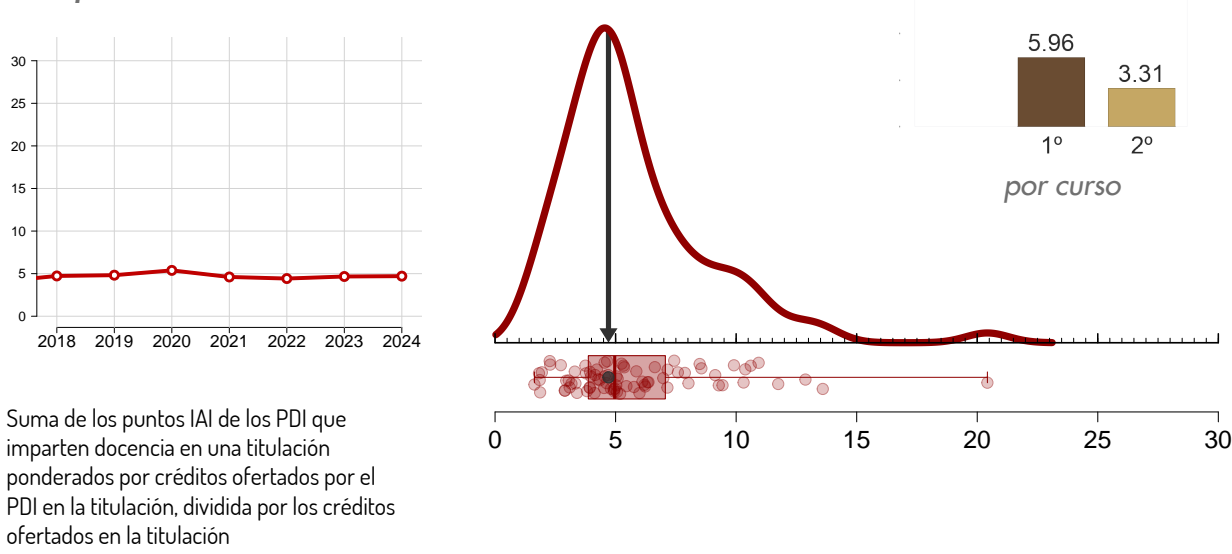 30
25
20
15
10
5
0
2018 2019 2020 2021 2022 2023 2024
Suma de los puntos IAI de los PDI que
imparten docencia en una titulación
ponderados por créditos ofertados por el
PDI en la titulación, dividida por los créditos
ofertados en la titulación
5.96
3.31
1º 2º
por curso
0 5 10 15 20 25 30